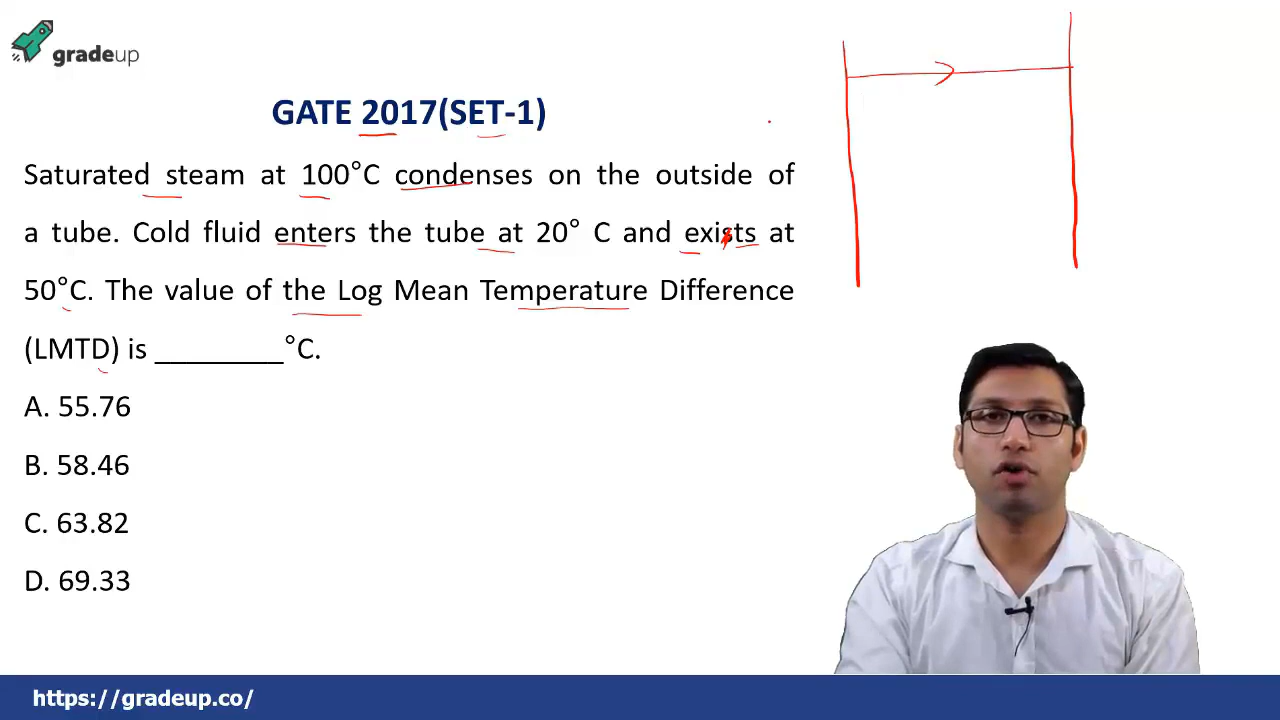 gradeup
GATE 2017(SET-1)
Saturated steam at 100°C condenses on the outside of
a tube. Cold fluid enters the tube at 20° C and exists at
50°C. The value of the Log Mean Temperature Difference
(LMTD) is ________°C.
A. 55.76
B. 58.46
C. 63.82
D. 69.33
https://gradeup.co/